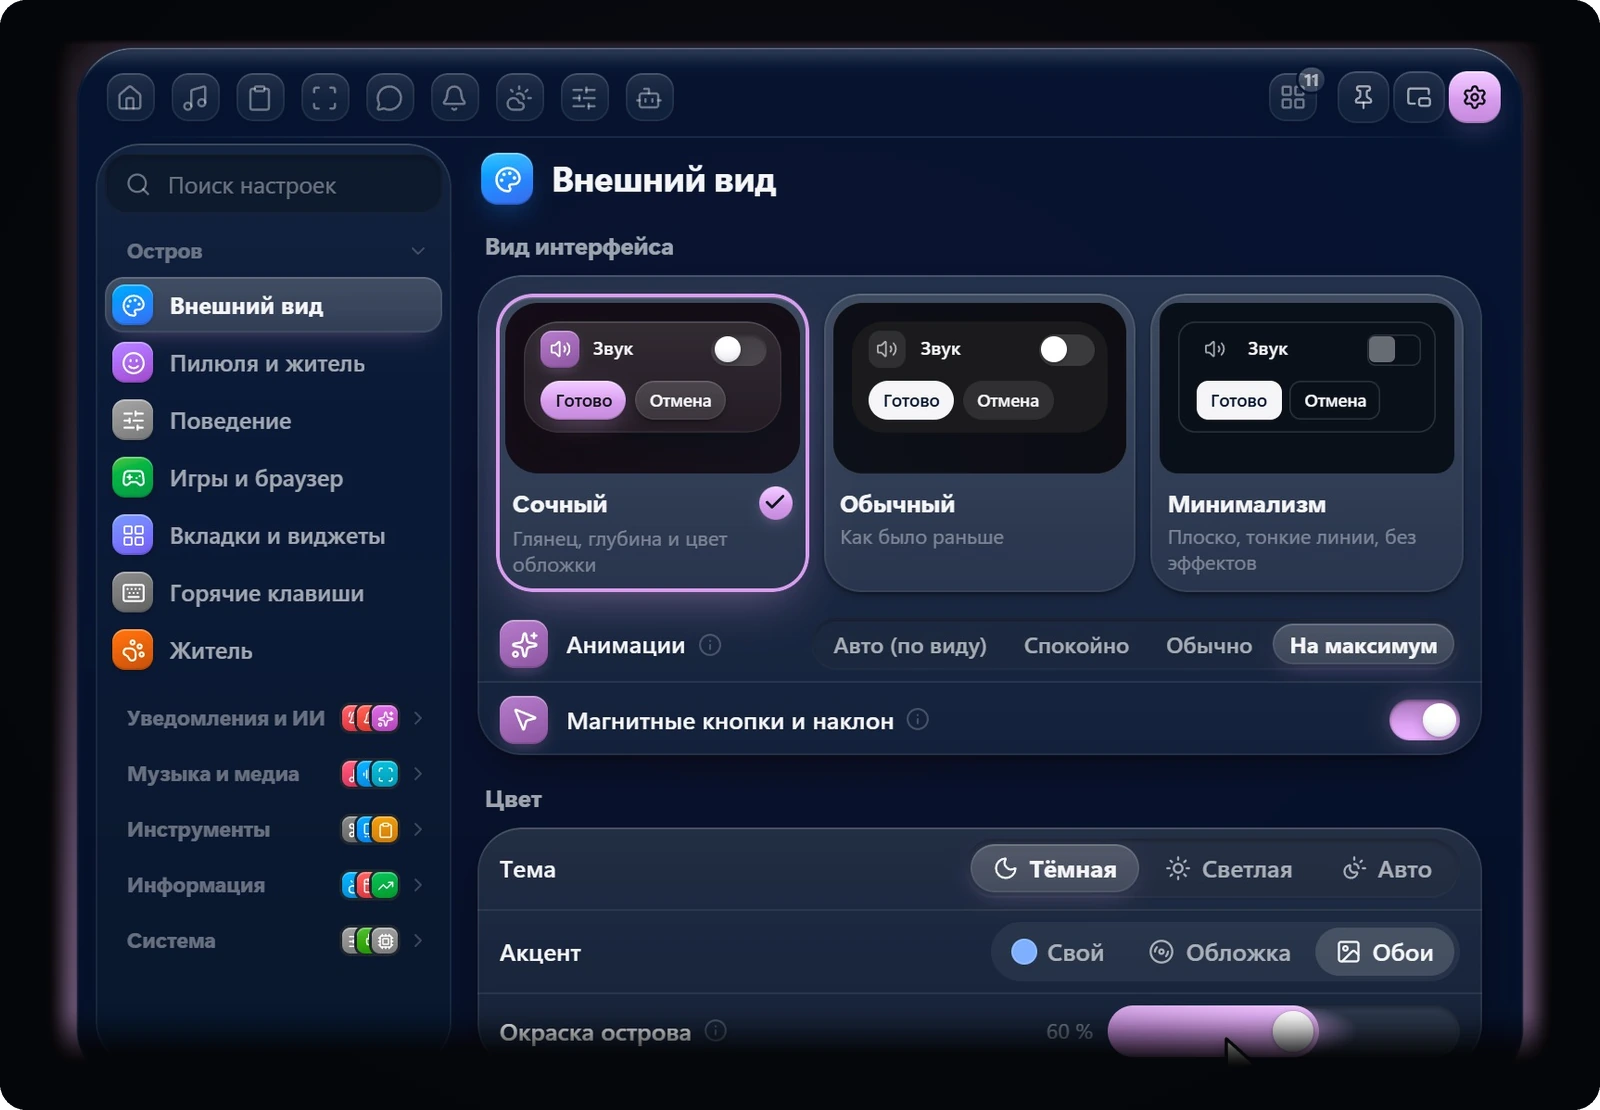 11
Поиск настроек
Остров
Внешний вид
Пилюля и житель
Поведение
Игры и браузер
Вкладки и виджеты
Горячие клавиши
Житель
Уведомления и ИИ
Музыка и медиа
Инструменты
Информация
Система
Внешний вид
Вид интерфейса
Звук
Готово Отмена
Сочный
Глянец, глубина и цвет
обложки
Звук
Готово Отмена
Обычный
Как было раньше
Звук
Готово Отмена
Минимализм
Плоско, тонкие линии, без
эффектов
Анимации Авто (по виду) Спокойно Обычно На максимум
Магнитные кнопки и наклон
Цвет
Тема Тёмная Светлая Авто
Акцент Свой Обложка Обои
Окраска острова 60 %